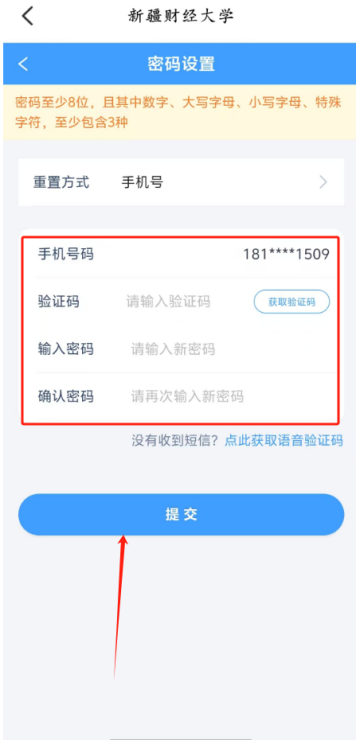 新疆财经大学
密码设置
密码至少8位，且其中数字、大写字母、小写字母、特殊
字符，至少包含3种
重置方式 手机号
手机号码 181****1509
验证码 请输入验证码 获取验证码
输入密码 请输入新密码
确认密码 请再次输入新密码
没有收到短信？点此获取语音验证码
提交